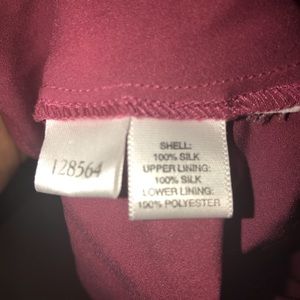 128564
SHELL:
100% SILK
UPPER LINING:
100% SILK
LOWER LINING:
100% POLYESTER